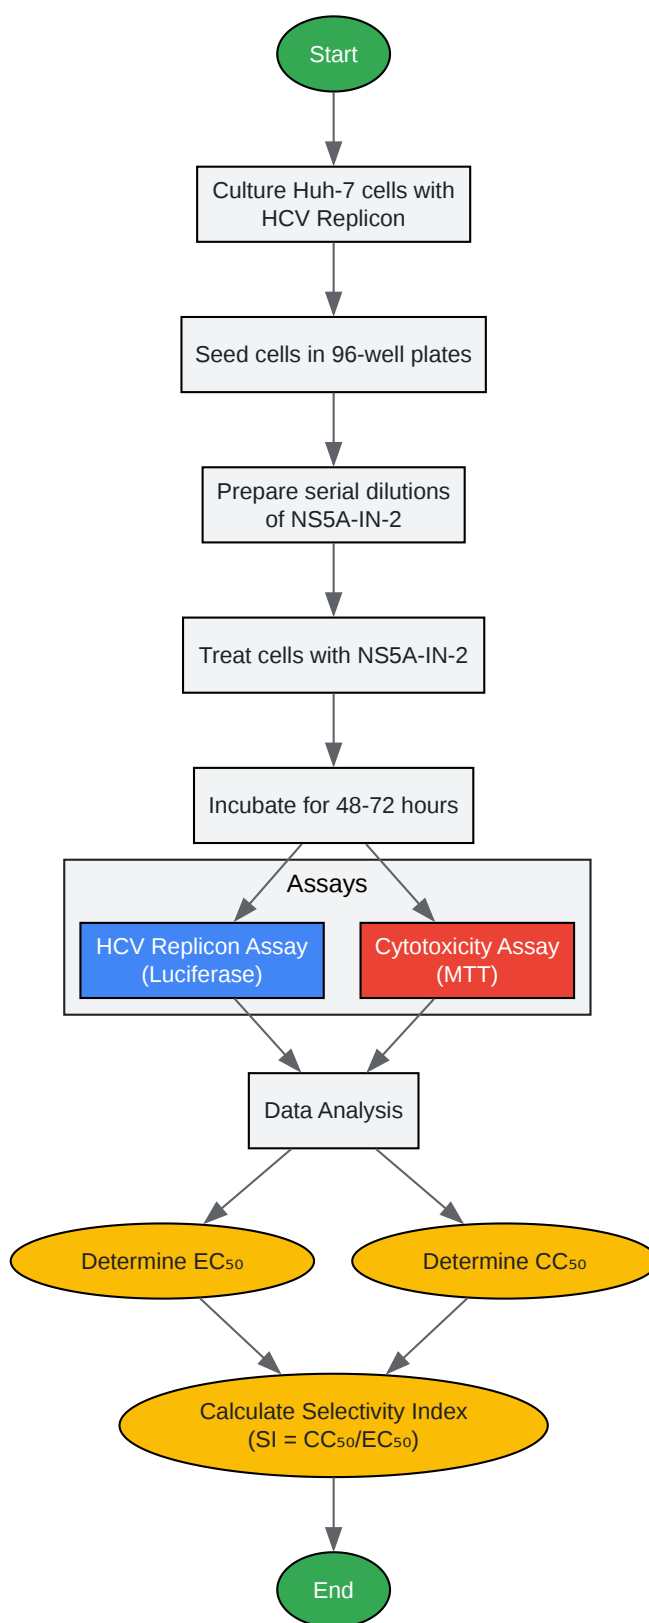 Start
Culture Huh-7 cells with
HCV Replicon
Seed cells in 96-well plates
Prepare serial dilutions
of NS5A-IN-2
Treat cells with NS5A-IN-2
Incubate for 48-72 hours
Assays
HCV Replicon Assay
(Luciferase)
Cytotoxicity Assay
(MTT)
Data Analysis
Determine EC₅₀
Determine CC₅₀
Calculate Selectivity Index
(SI = CC₅₀/EC₅₀)
End